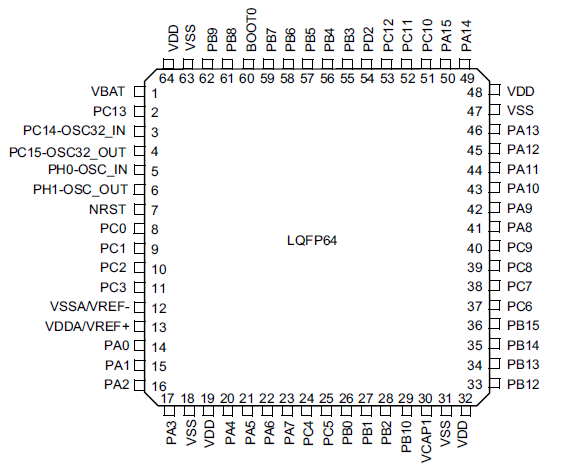 VDD VSS PB9 PB8 BOOT0 PB7 PB6 PB5 PB4 PB3 PD2 PC12 PC11 PC10 PA15 PA14
64 63 62 61 60 59 58 57 56 55 54 53 52 51 50 49
VBAT 1 48 VDD
PC13 2 47 VSS
PC14-OSC32_IN 3 46 PA13
PC15-OSC32_OUT 4 45 PA12
PH0-OSC_IN 5 44 PA11
PH1-OSC_OUT 6 43 PA10
NRST 7 42 PA9
PC0 8 41 PA8
LQFP64
PC1 9 40 PC9
PC2 10 39 PC8
PC3 11 38 PC7
VSSA/VREF- 12 37 PC6
VDDA/VREF+ 13 36 PB15
PA0 14 35 PB14
PA1 15 34 PB13
PA2 16 33 PB12
17 18 19 20 21 22 23 24 25 26 27 28 29 30 31 32
PA3 VSS VDD PA4 PA5 PA6 PA7 PC4 PC5 PB0 PB1 PB2 PB10 VCAP1 VSS VDD